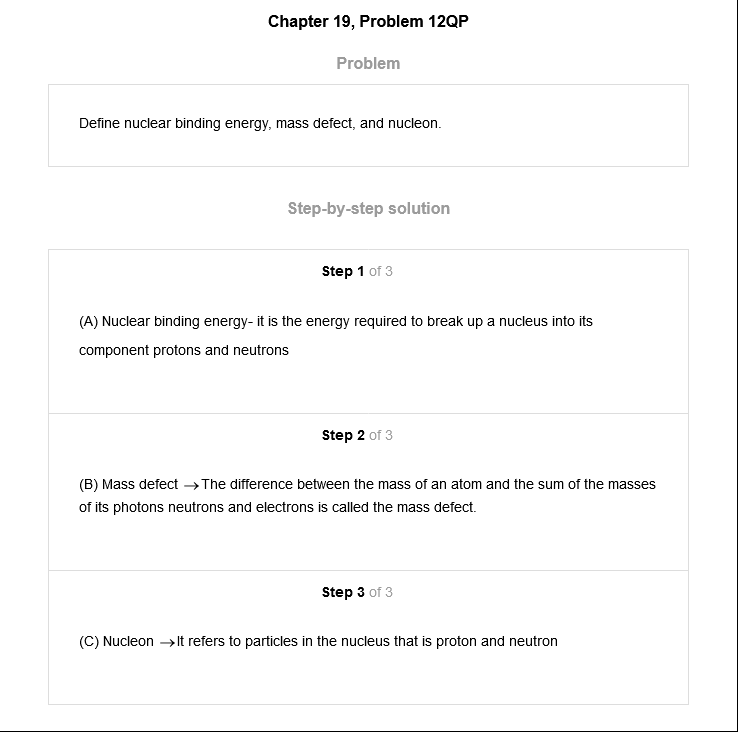 Chapter 19, Problem 12QP
Problem
Define nuclear binding energy, mass defect, and nucleon.
Step-by-step solution
Step 1 of 3
(A) Nuclear binding energy- it is the energy required to break up a nucleus into its
component protons and neutrons
Step 2 of 3
(B) Mass defect →The difference between the mass of an atom and the sum of the masses
of its photons neutrons and electrons is called the mass defect.
Step 3 of 3
(C) Nucleon →It refers to particles in the nucleus that is proton and neutron